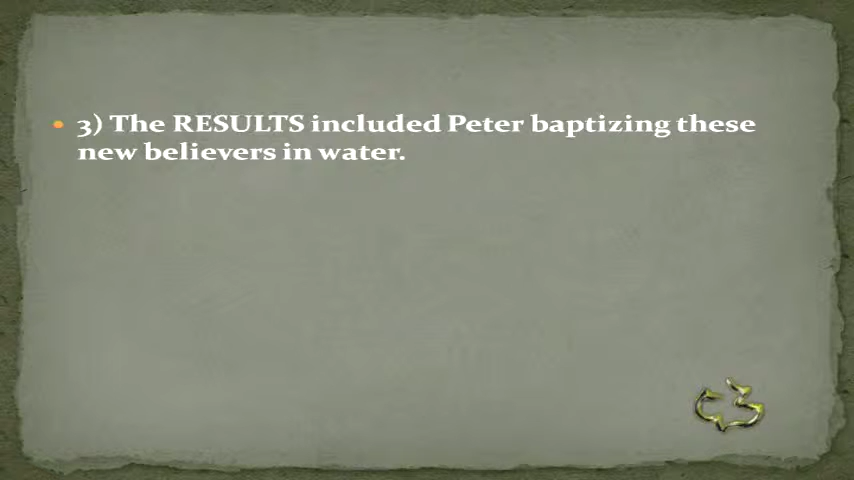 • 3) The RESULTS included Peter baptizing these
new believers in water.